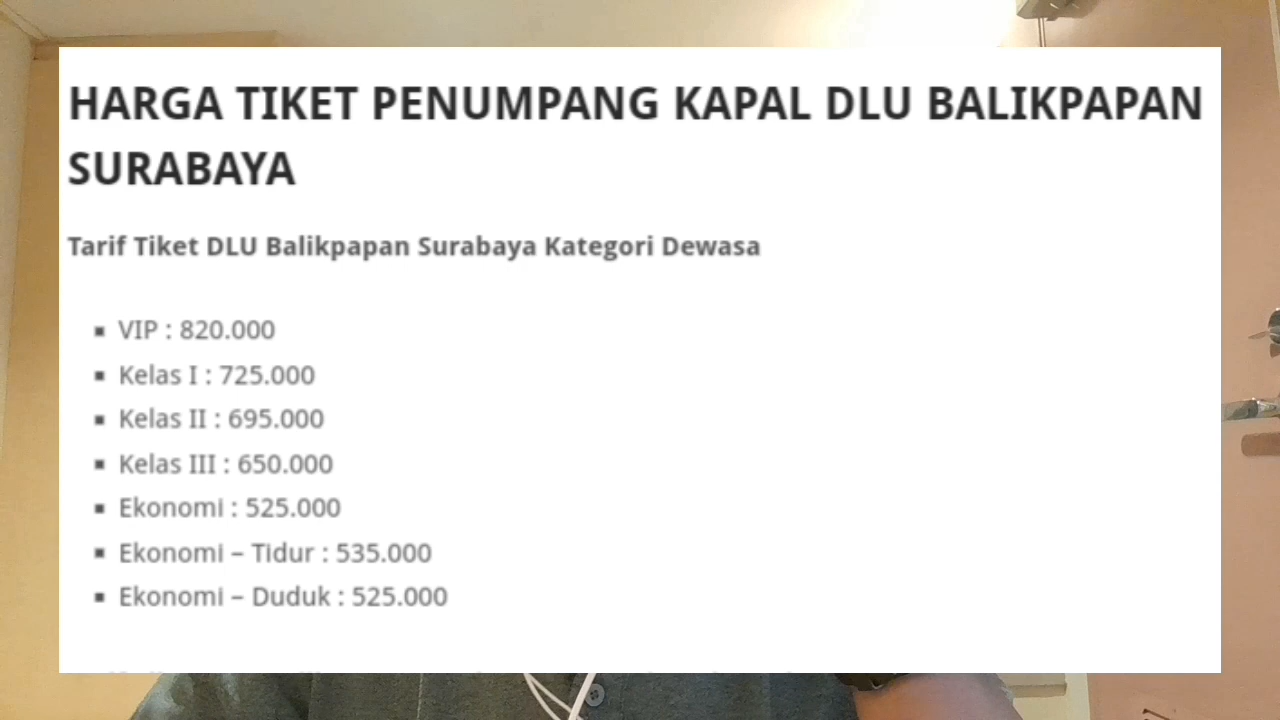 HARGA TIKET PENUMPANG KAPAL DLU BALIKPAPAN
SURABAYA
Tarif Tiket DLU Balikpapan Surabaya Kategori Dewasa
▪ VIP : 820.000
▪ Kelas I : 725.000
▪ Kelas II : 695.000
▪ Kelas III : 650.000
▪ Ekonomi : 525.000
▪ Ekonomi – Tidur : 535.000
▪ Ekonomi – Duduk : 525.000